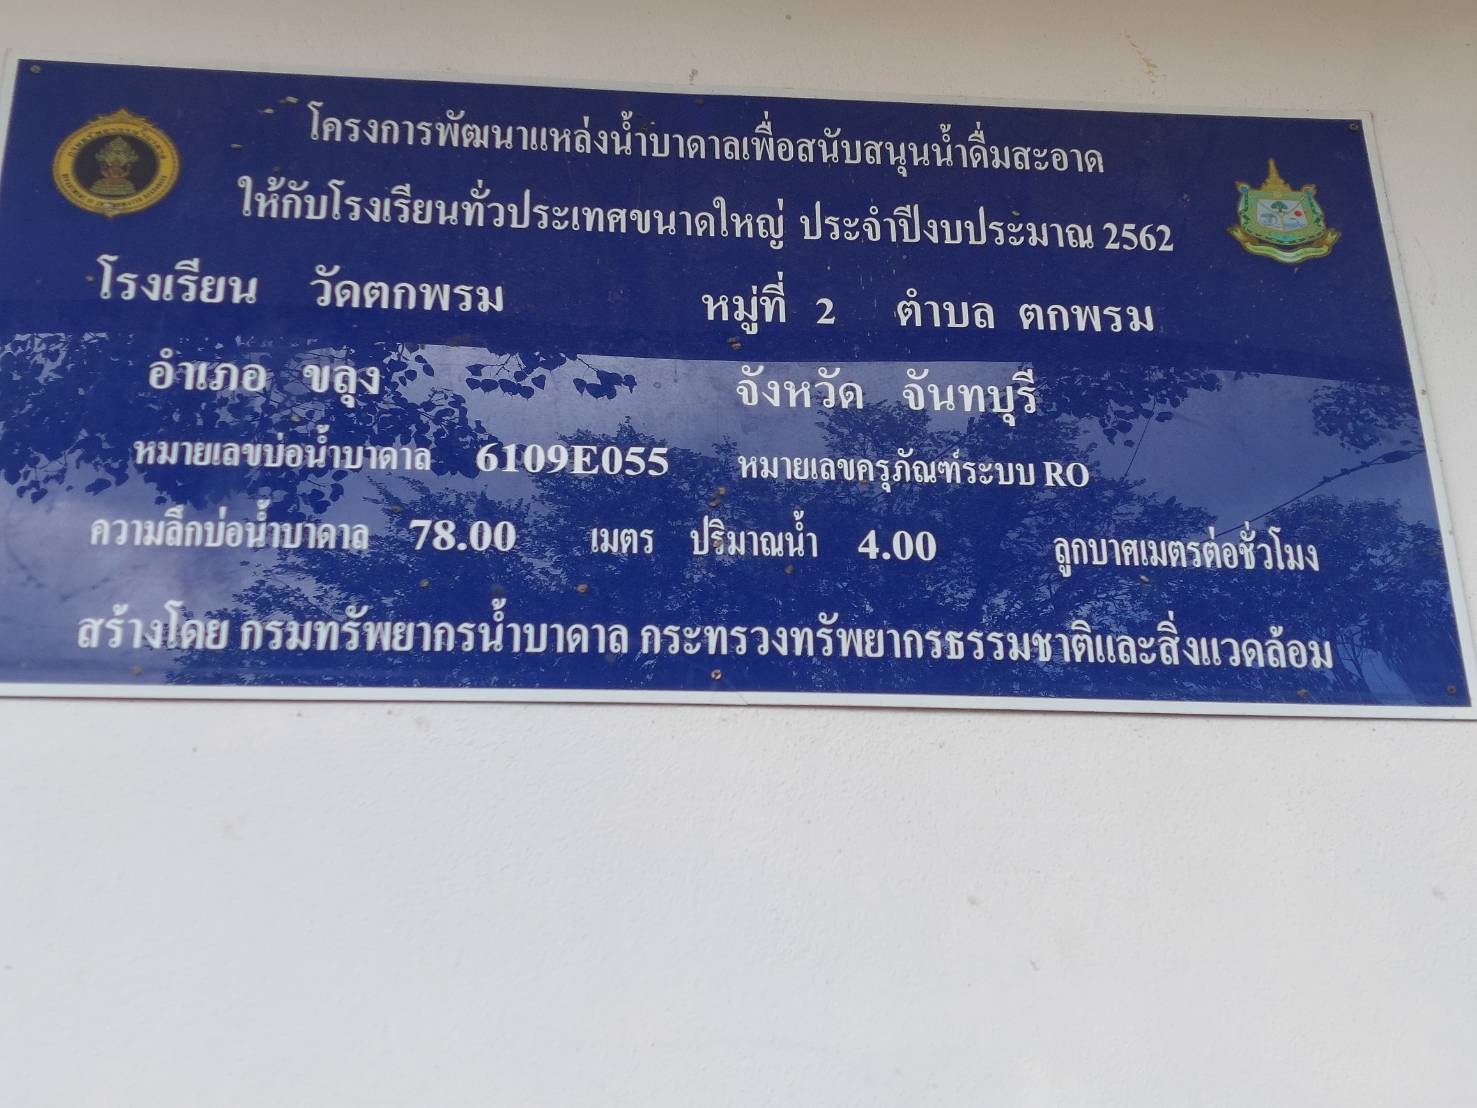 โครงการพัฒนาแหล่งน้ำบาดาลเพื่อสนับสนุนน้ำดื่มสะอาด
ให้กับโรงเรียนทั่วประเทศขนาดใหญ่ ประจำปีงบประมาณ 2562
โรงเรียน วัดตกพรม หมู่ที่ 2 ตำบล ตกพรม
อำเภอ ขลุง จังหวัด จันทบุรี
หมายเลขบ่อน้ำบาดาล 6109E055 หมายเลขครุภัณฑ์ระบบ RO
ความลึกบ่อน้ำบาดาล 78.00 เมตร ปริมาณน้ำ 4.00 ลูกบาศเมตรต่อชั่วโมง
สร้างโดย กรมทรัพยากรน้ำบาดาล กระทรวงทรัพยากรธรรมชาติและสิ่งแวดล้อม